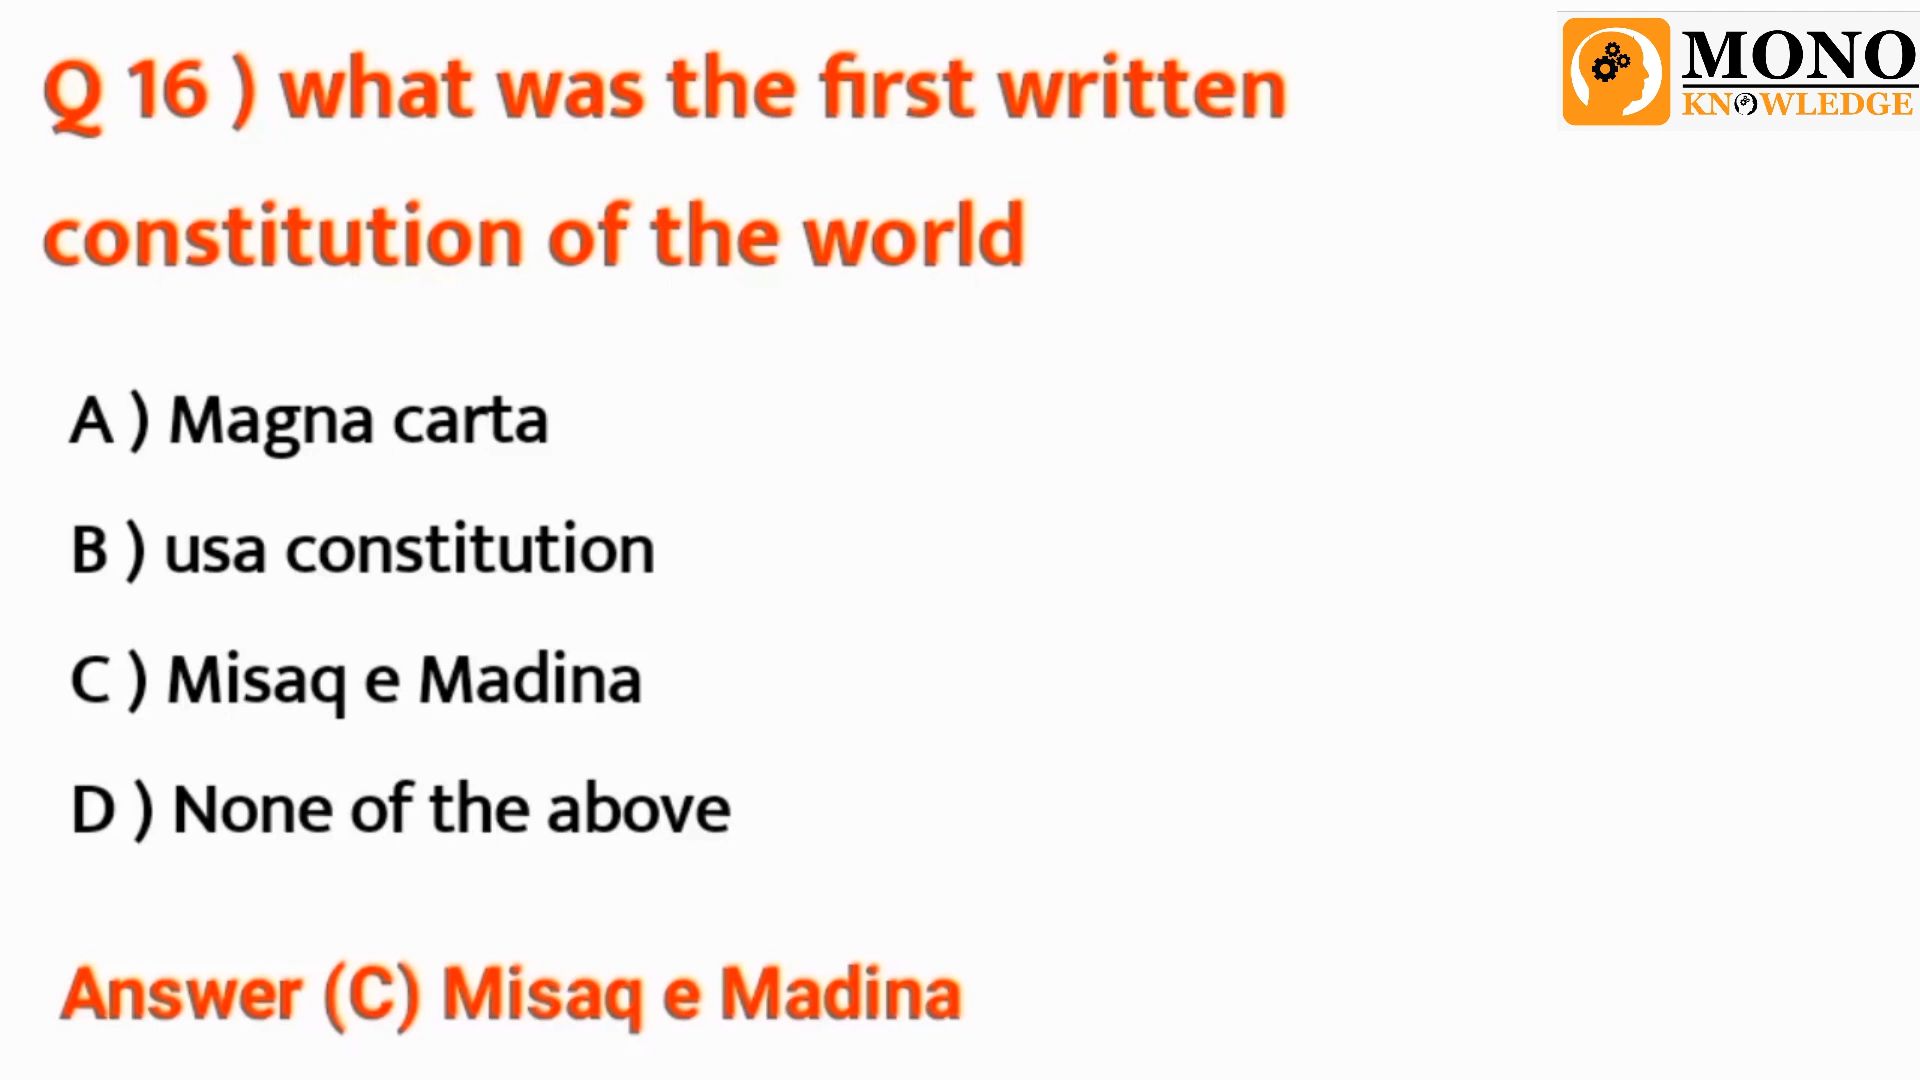 Q 16 ) what was the first written
constitution of the world
A ) Magna carta
B ) usa constitution
C ) Misaq e Madina
D ) None of the above
Answer (C) Misaq e Madina
MONO
KNOWLEDGE